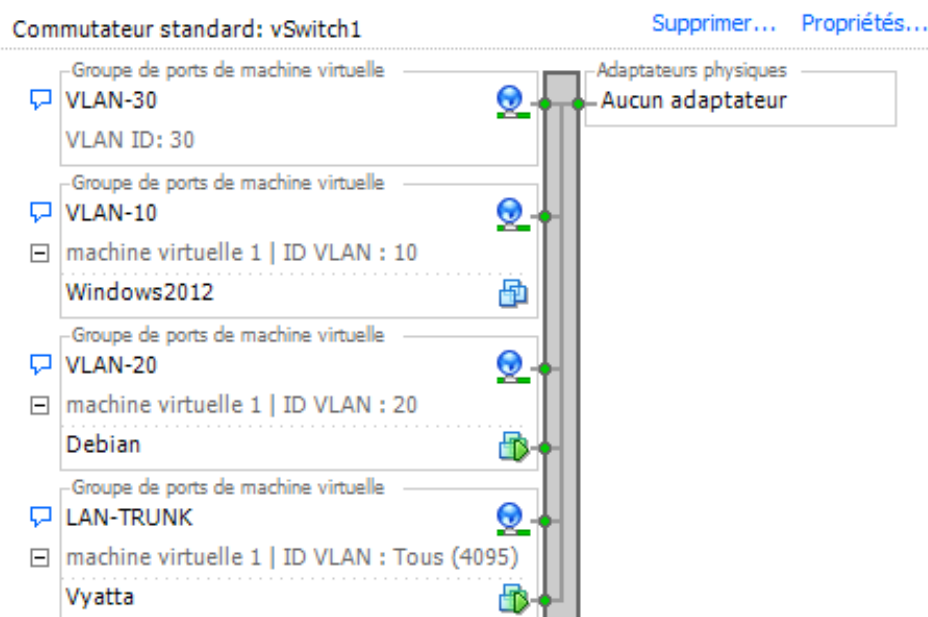 Commutateur standard: vSwitch1 Supprimer... Propriétés...
Groupe de ports de machine virtuelle Adaptateurs physiques
VLAN-30 Aucun adaptateur
VLAN ID: 30
Groupe de ports de machine virtuelle
VLAN-10
machine virtuelle 1 | ID VLAN : 10
Windows2012
Groupe de ports de machine virtuelle
VLAN-20
machine virtuelle 1 | ID VLAN : 20
Debian
Groupe de ports de machine virtuelle
LAN-TRUNK
machine virtuelle 1 | ID VLAN : Tous (4095)
Vyatta